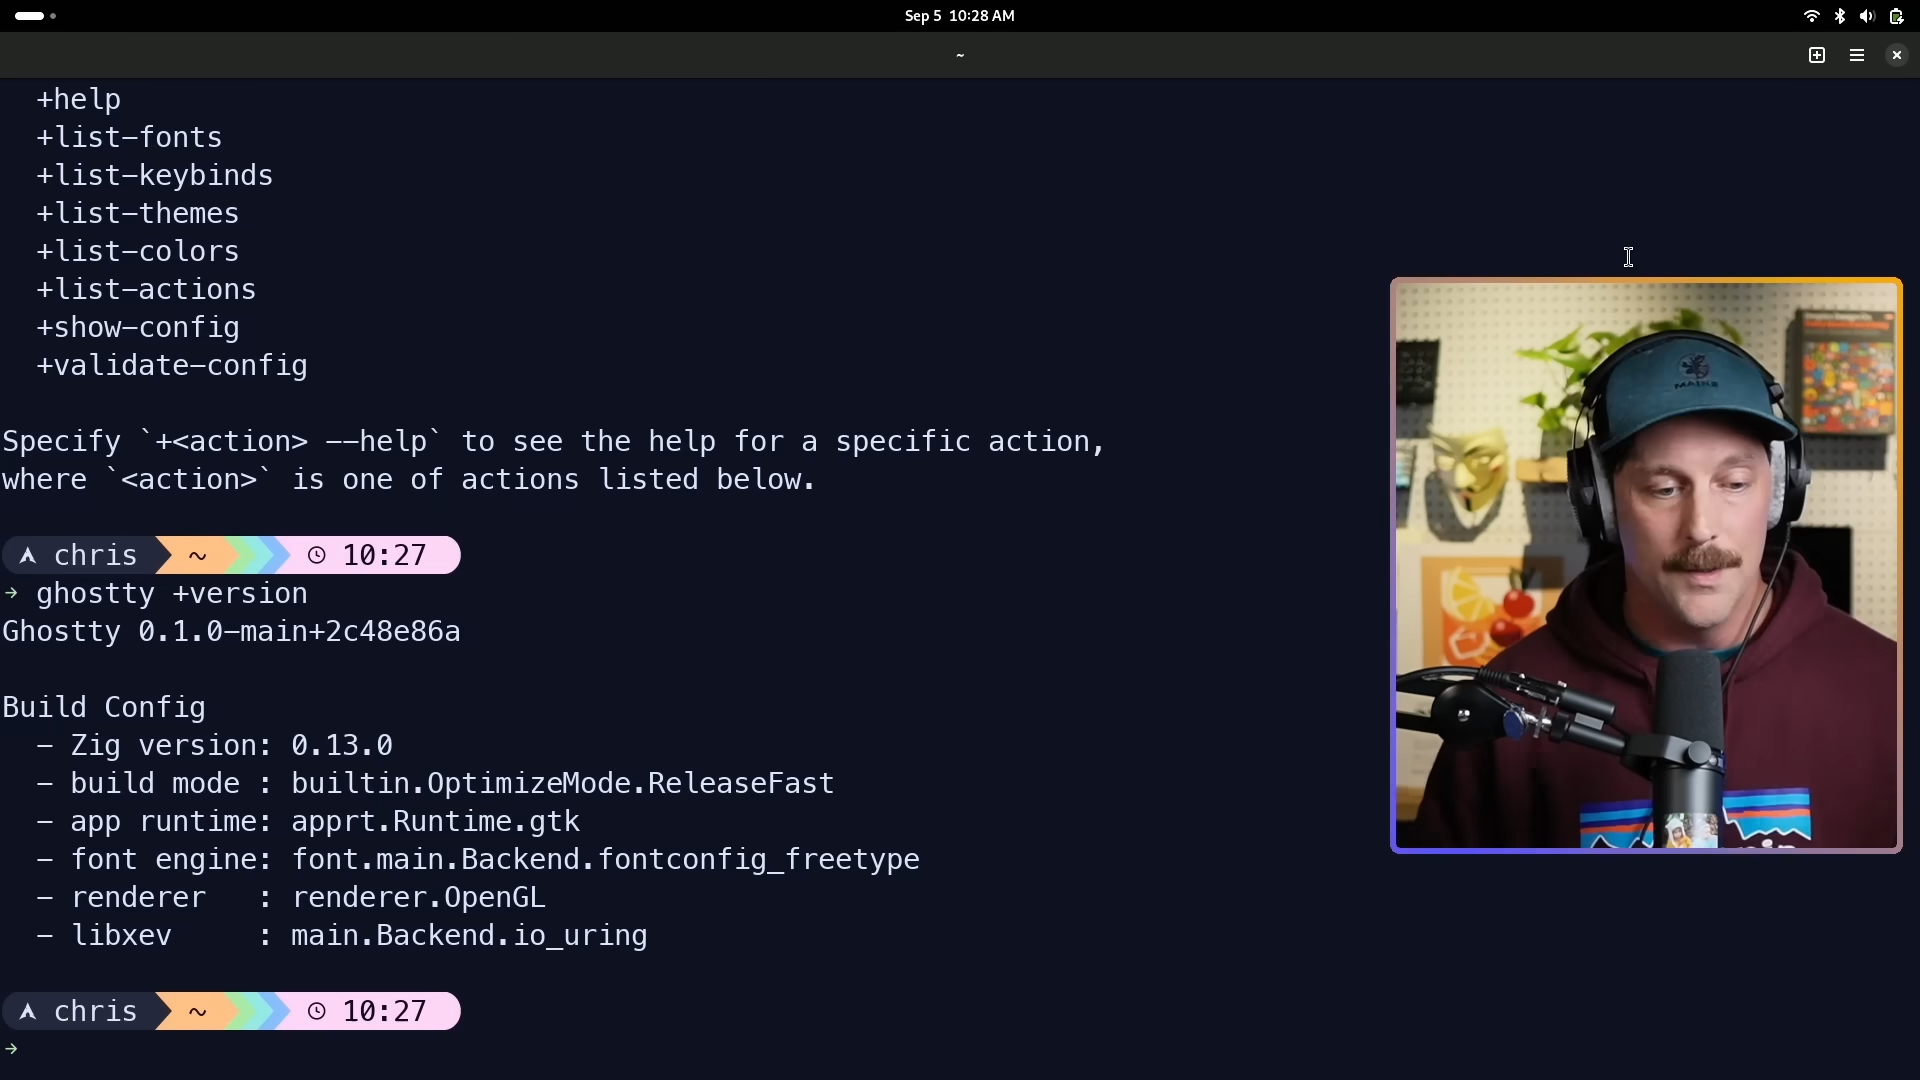 Sep 5 10:28 AM
~
+help
+list-fonts
+list-keybinds
+list-themes
+list-colors
+list-actions
+show-config
+validate-config
Specify `+<action> --help` to see the help for a specific action,
where `<action>` is one of actions listed below.
chris ~ 10:27
→ ghostty +version
Ghostty 0.1.0-main+2c48e86a
Build Config
- Zig version: 0.13.0
- build mode : builtin.OptimizeMode.ReleaseFast
- app runtime: apprt.Runtime.gtk
- font engine: font.main.Backend.fontconfig_freetype
- renderer : renderer.OpenGL
- libxev : main.Backend.io_uring
chris ~ 10:27
→
MAINE